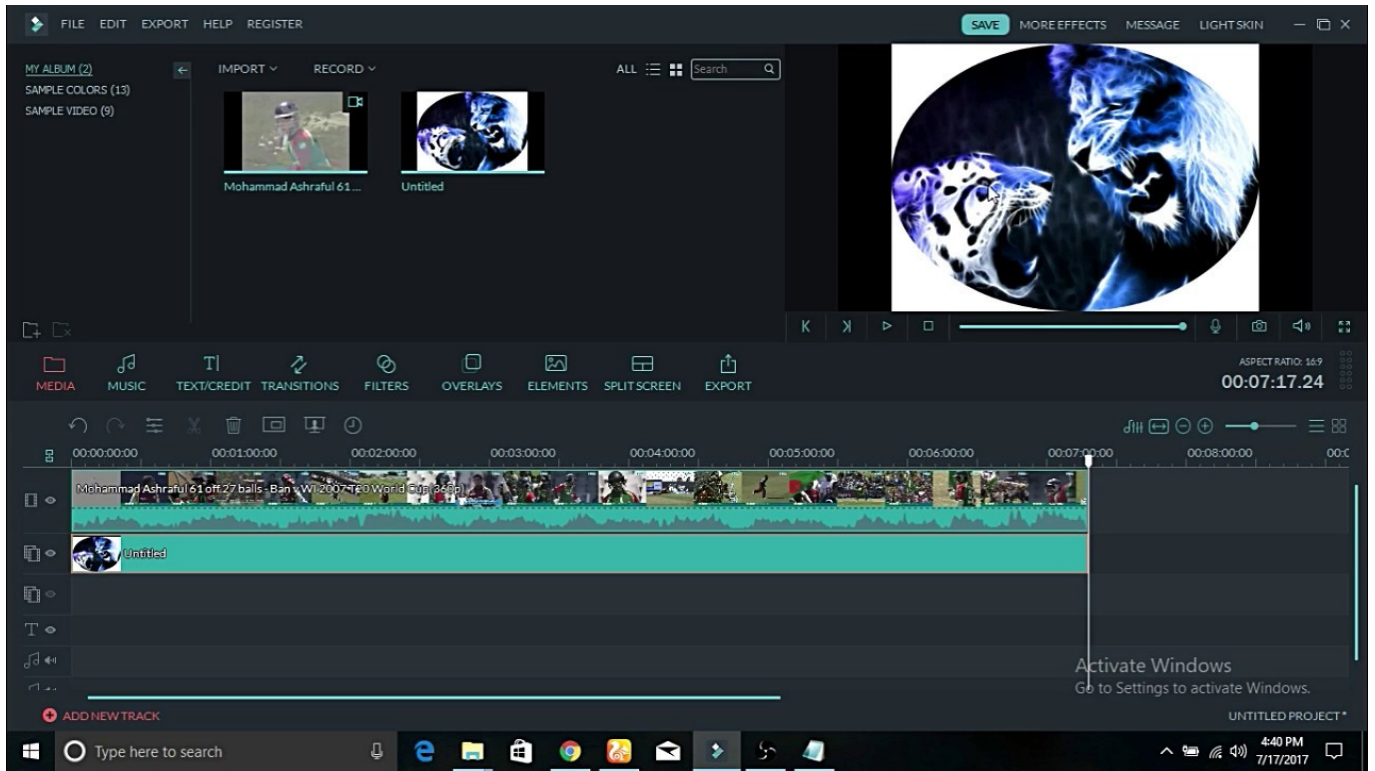 FILE EDIT EXPORT HELP REGISTER
SAVE MORE EFFECTS MESSAGE LIGHT SKIN
MY ALBUM (2)
SAMPLE COLORS (13)
SAMPLE VIDEO (9)
IMPORT RECORD
ALL Search
Mohammad Ashraful 61 ...
Untitled
MEDIA MUSIC TEXT/CREDIT TRANSITIONS FILTERS OVERLAYS ELEMENTS SPLIT SCREEN EXPORT
ASPECT RATIO: 16:9
00:07:17.24
00:00:00:00 00:01:00:00 00:02:00:00 00:03:00:00 00:04:00:00 00:05:00:00 00:06:00:00 00:07:00:00 00:08:00:00 00:0
Mohammad Ashraful 61 off 27 balls - Ban v WI 2007 T20 World Cup (360p)
Untitled
Activate Windows
Go to Settings to activate Windows.
ADD NEW TRACK
UNTITLED PROJECT*
Type here to search
4:40 PM
7/17/2017